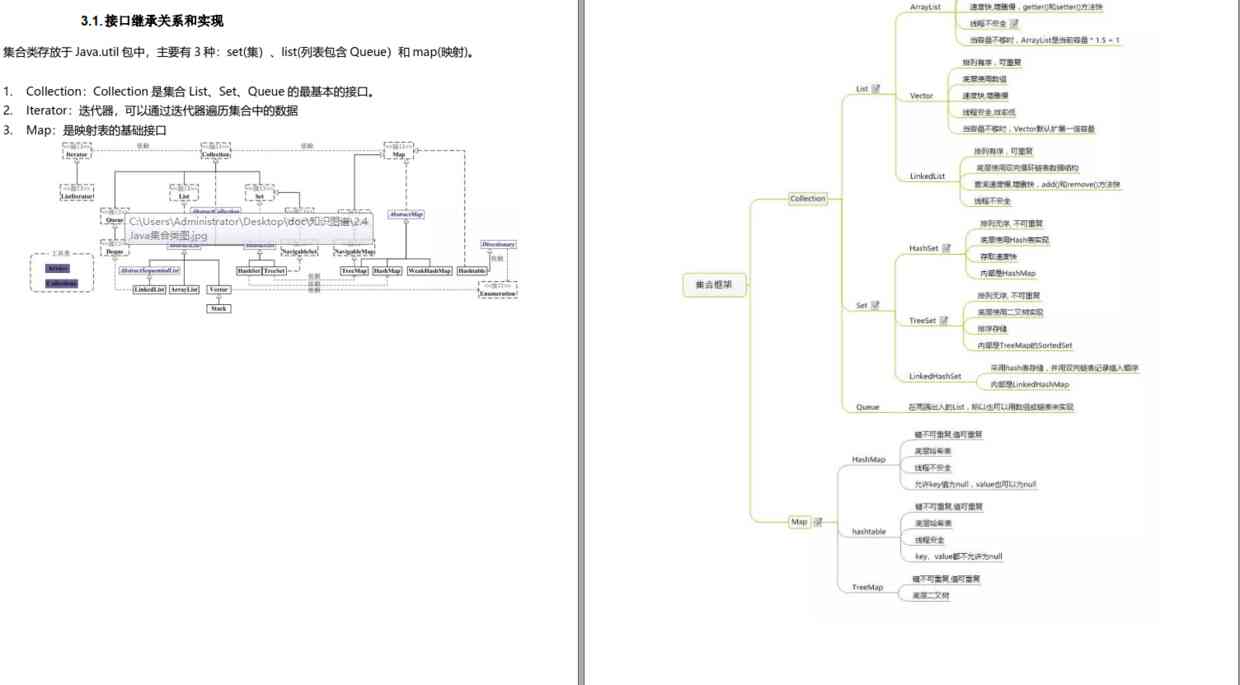 3.1. 接口继承关系和实现
集合类存放于 Java.util 包中，主要有 3 种：set(集）、list(列表包含 Queue）和 map(映射)。
1. Collection：Collection 是集合 List、Set、Queue 的最基本的接口。
2. Iterator：迭代器，可以通过迭代器遍历集合中的数据
3. Map：是映射表的基础接口
<<接口>>
Iterator
依赖
<<接口>>
Collection
依赖
<<接口>>
Map
<<接口>>
ListIterator
<<接口>>
List
<<接口>>
Set
AbstractCollection
AbstractMap
Queue
C:\Users\Administrator\Desktop\doc\知识图谱\2.4
Java集合类图.jpg
Deque
NavigableSet
NavigableMap
Dictionary
工具类
Arrays
Collections
AbstractSequentialList
HashSet
TreeSet
TreeMap
HashMap
WeakHashMap
Hashtable
依赖
依赖
依赖
依赖
LinkedList
ArrayList
Vector
<<接口>>
Enumeration
Stack
集合框架
Collection
List
ArrayList
速度快,增删慢，getter()和setter()方法快
线程不安全
当容量不够时，ArrayList是当前容量 * 1.5 + 1
Vector
排列有序，可重复
底层使用数组
速度快,增删慢
线程安全,效率低
当容量不够时，Vector默认扩展一倍容量
LinkedList
排列有序，可重复
底层使用双向循环链表数据结构
查询速度慢,增删快，add()和remove()方法快
线程不安全
Set
HashSet
排列无序, 不可重复
底层使用Hash表实现
存取速度快
内部是HashMap
TreeSet
排列无序, 不可重复
底层使用二叉树实现
排序存储
内部是TreeMap的SortedSet
LinkedHashSet
采用hash表存储，并用双向链表记录插入顺序
内部是LinkedHashMap
Queue
在两端出入的List，所以也可以用数组或链表来实现
Map
HashMap
键不可重复,值可重复
底层哈希表
线程不安全
允许key值为null，value也可以为null
hashtable
键不可重复,值可重复
底层哈希表
线程安全
key、value都不允许为null
TreeMap
键不可重复,值可重复
底层二叉树